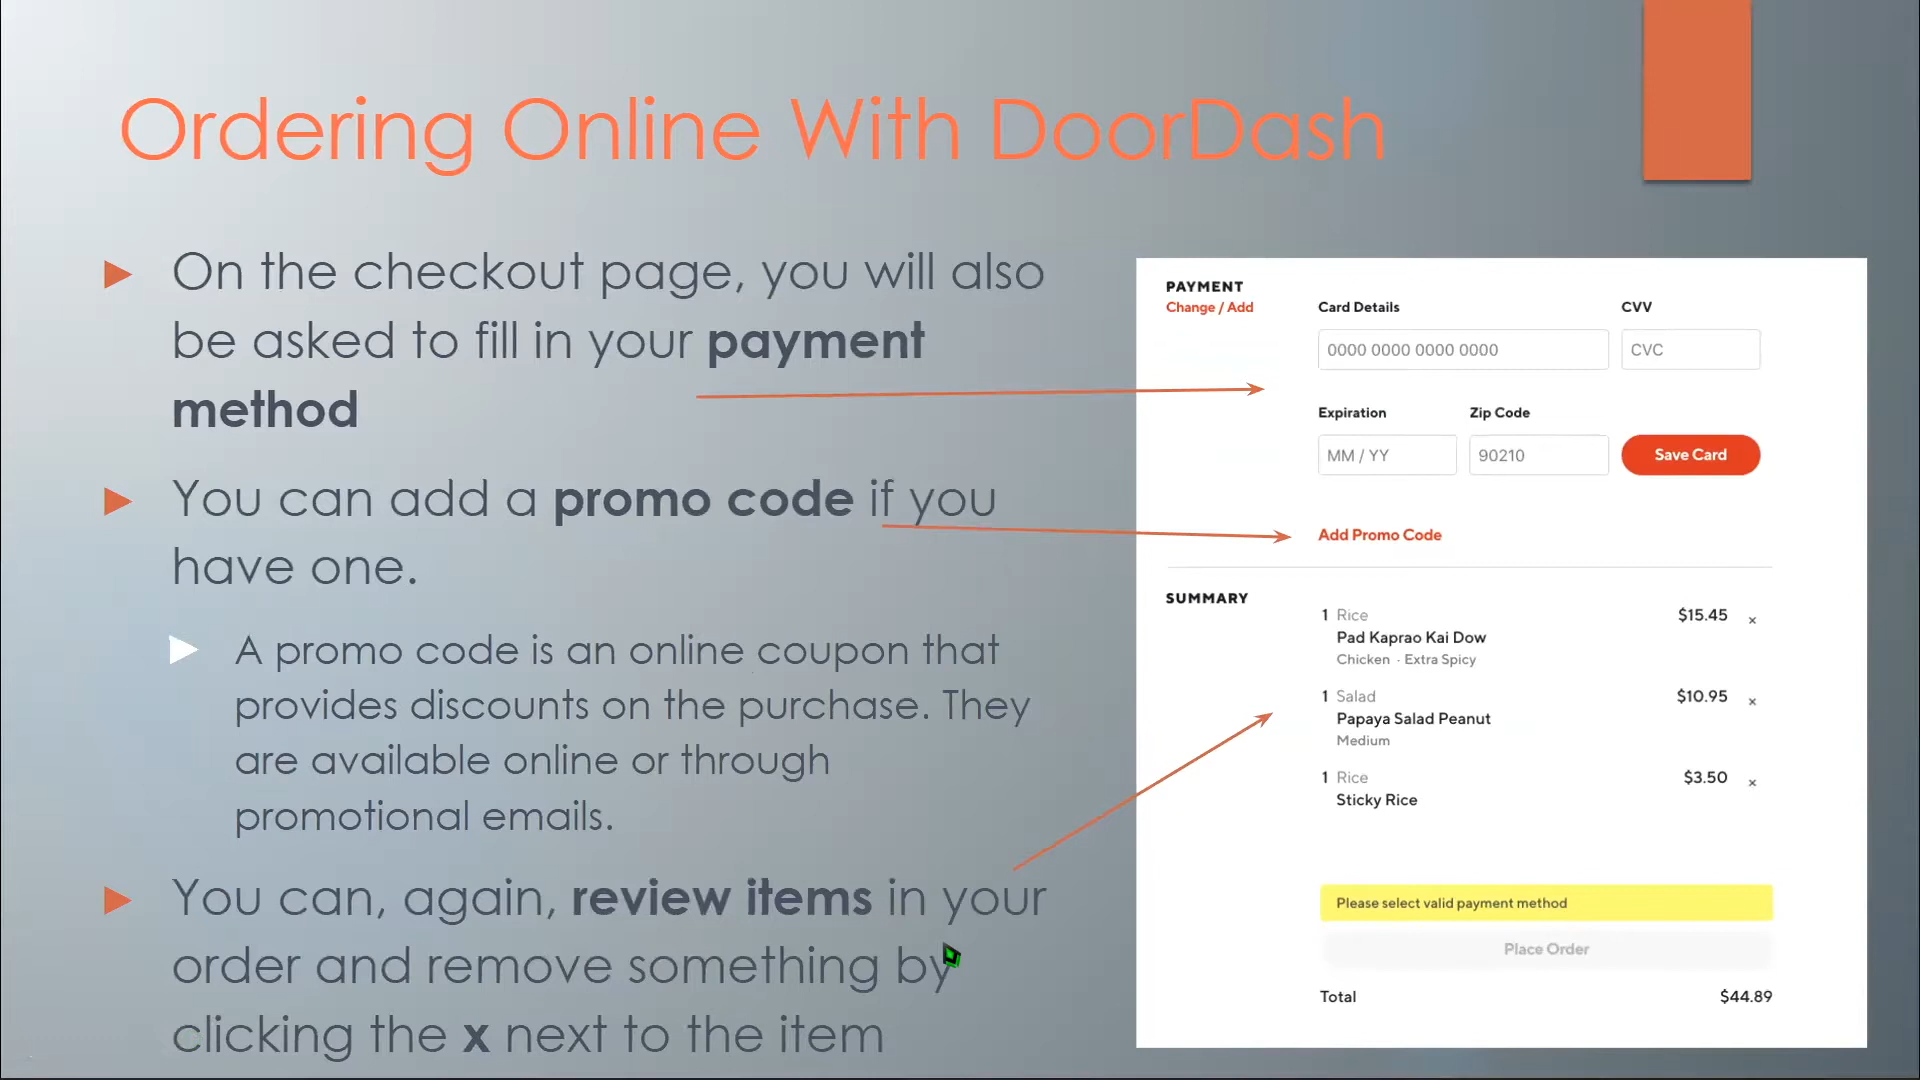 Ordering Online With DoorDash
On the checkout page, you will also
be asked to fill in your payment
method
You can add a promo code if you
have one.
A promo code is an online coupon that
provides discounts on the purchase. They
are available online or through
promotional emails.
You can, again, review items in your
order and remove something by
clicking the x next to the item
PAYMENT
Change / Add
Card Details
CVV
0000 0000 0000 0000
CVC
Expiration
Zip Code
MM / YY
90210
Save Card
Add Promo Code
SUMMARY
1 Rice $15.45 ×
Pad Kaprao Kai Dow
Chicken · Extra Spicy
1 Salad $10.95 ×
Papaya Salad Peanut
Medium
1 Rice $3.50 ×
Sticky Rice
Please select valid payment method
Place Order
Total $44.89